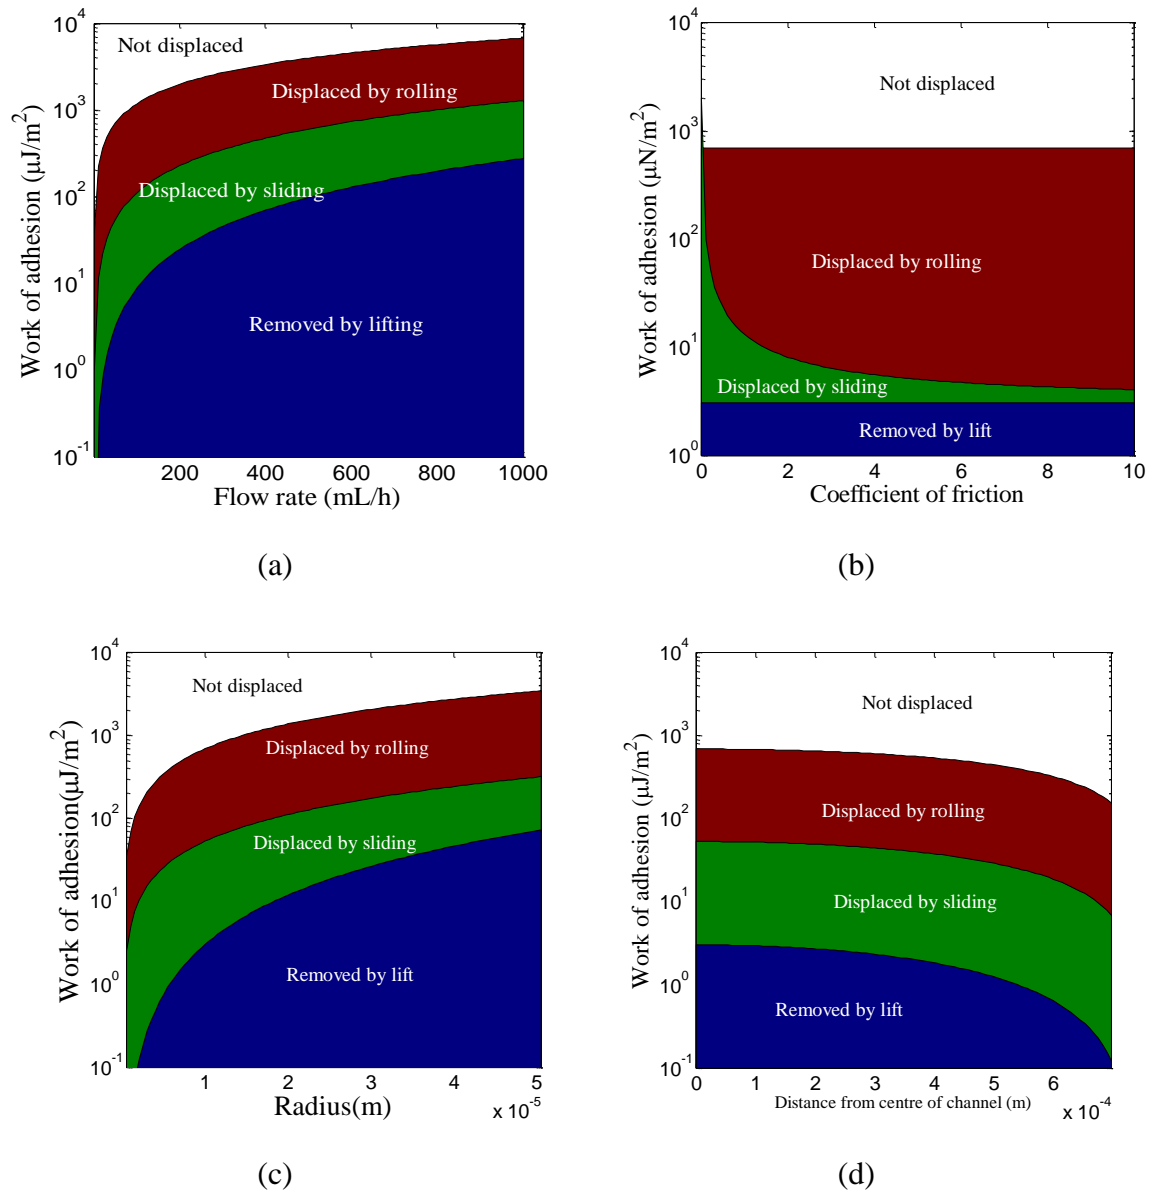 10^4
10^3
10^2
10^1
10^0
10^-1
Work of adhesion (μJ/m^2)
Not displaced
Displaced by rolling
Displaced by sliding
Removed by lifting
200 400 600 800 1000
Flow rate (mL/h)
(a)
10^4
10^3
10^2
10^1
10^0
Work of adhesion (μN/m^2)
Not displaced
Displaced by rolling
Displaced by sliding
Removed by lift
0 2 4 6 8 10
Coefficient of friction
(b)
10^4
10^3
10^2
10^1
10^0
10^-1
Work of adhesion(μJ/m^2)
Not displaced
Displaced by rolling
Displaced by sliding
Removed by lift
1 2 3 4 5
x 10^-5
Radius(m)
(c)
10^4
10^3
10^2
10^1
10^0
10^-1
Work of adhesion (μJ/m^2)
Not displaced
Displaced by rolling
Displaced by sliding
Removed by lift
0 1 2 3 4 5 6
x 10^-4
Distance from centre of channel (m)
(d)